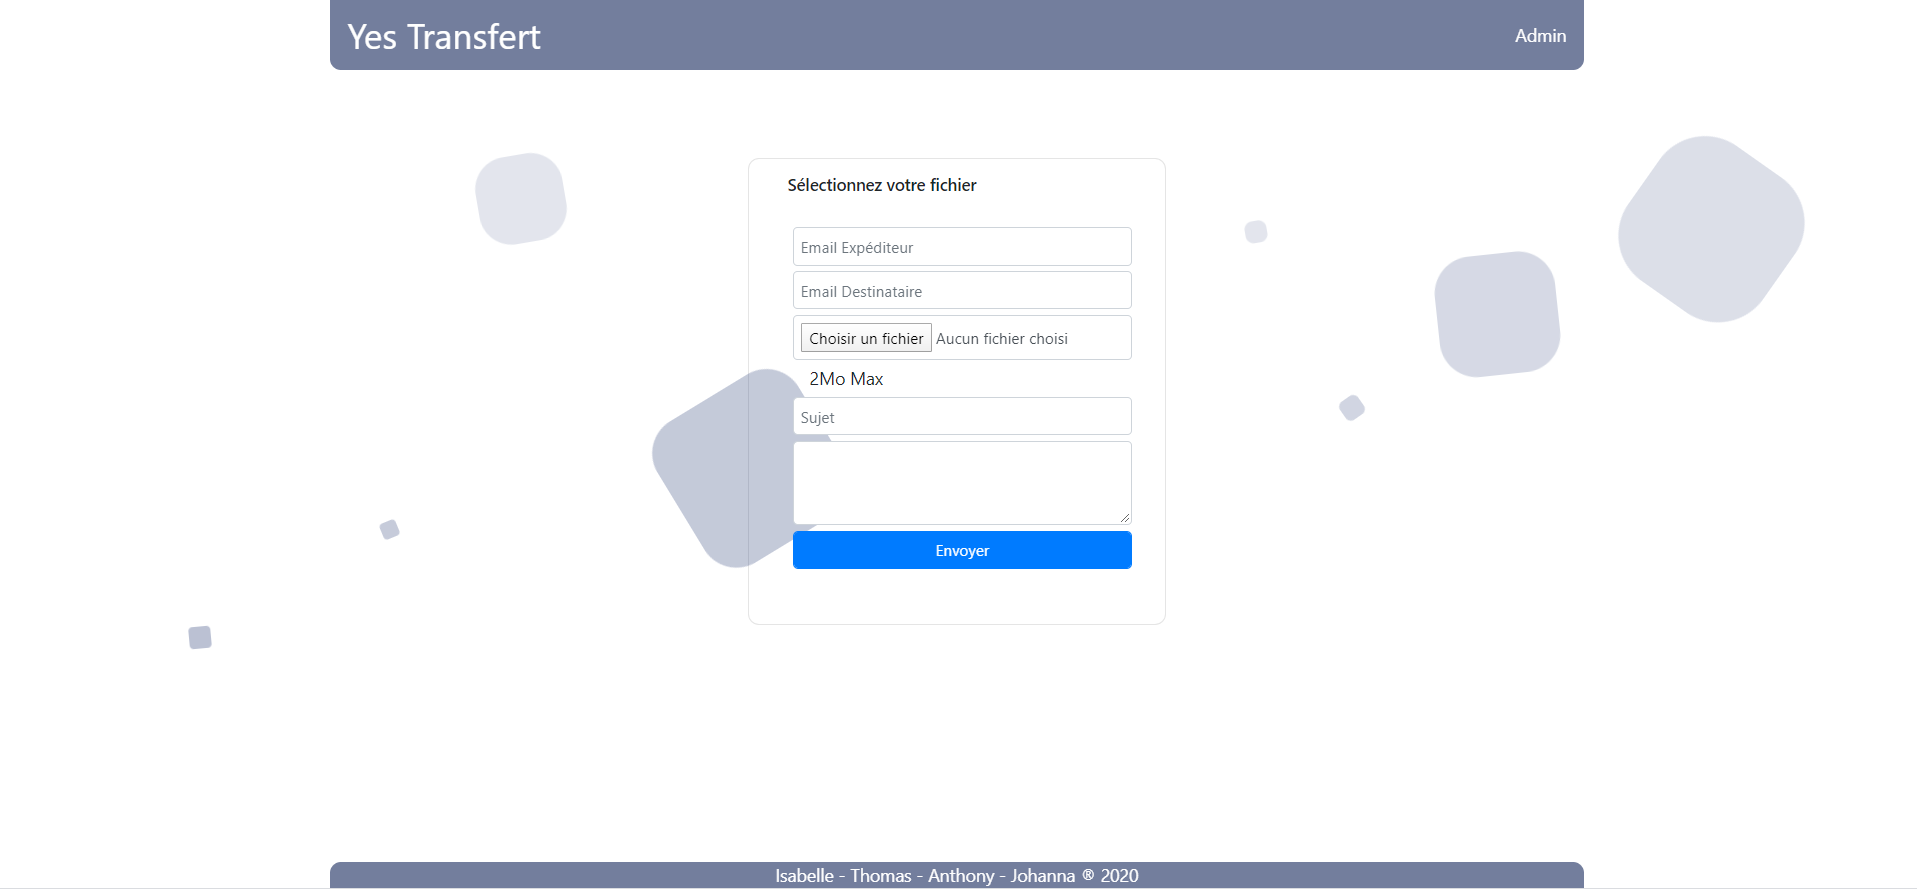 Yes Transfert
Admin
Sélectionnez votre fichier
Email Expéditeur
Email Destinataire
Choisir un fichier Aucun fichier choisi
2Mo Max
Sujet
Envoyer
Isabelle - Thomas - Anthony - Johanna ® 2020